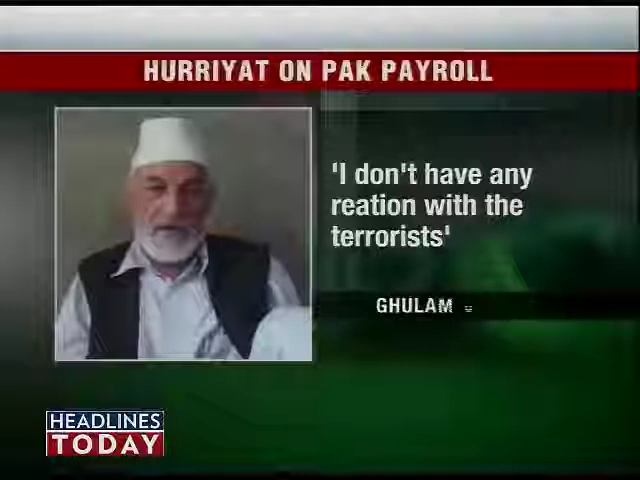 HURRIYAT ON PAK PAYROLL
'I don't have any
reation with the
terrorists'
GHULAM
HEADLINES
TODAY